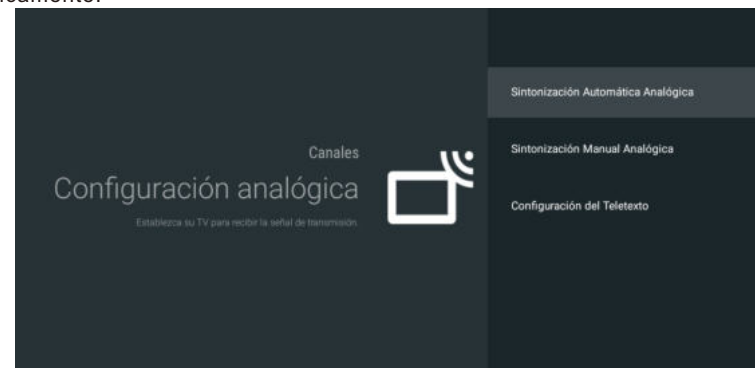 Canales
Configuración analógica
Establezca su TV para recibir la señal de transmisión.
Sintonización Automática Analógica
Sintonización Manual Analógica
Configuración del Teletexto